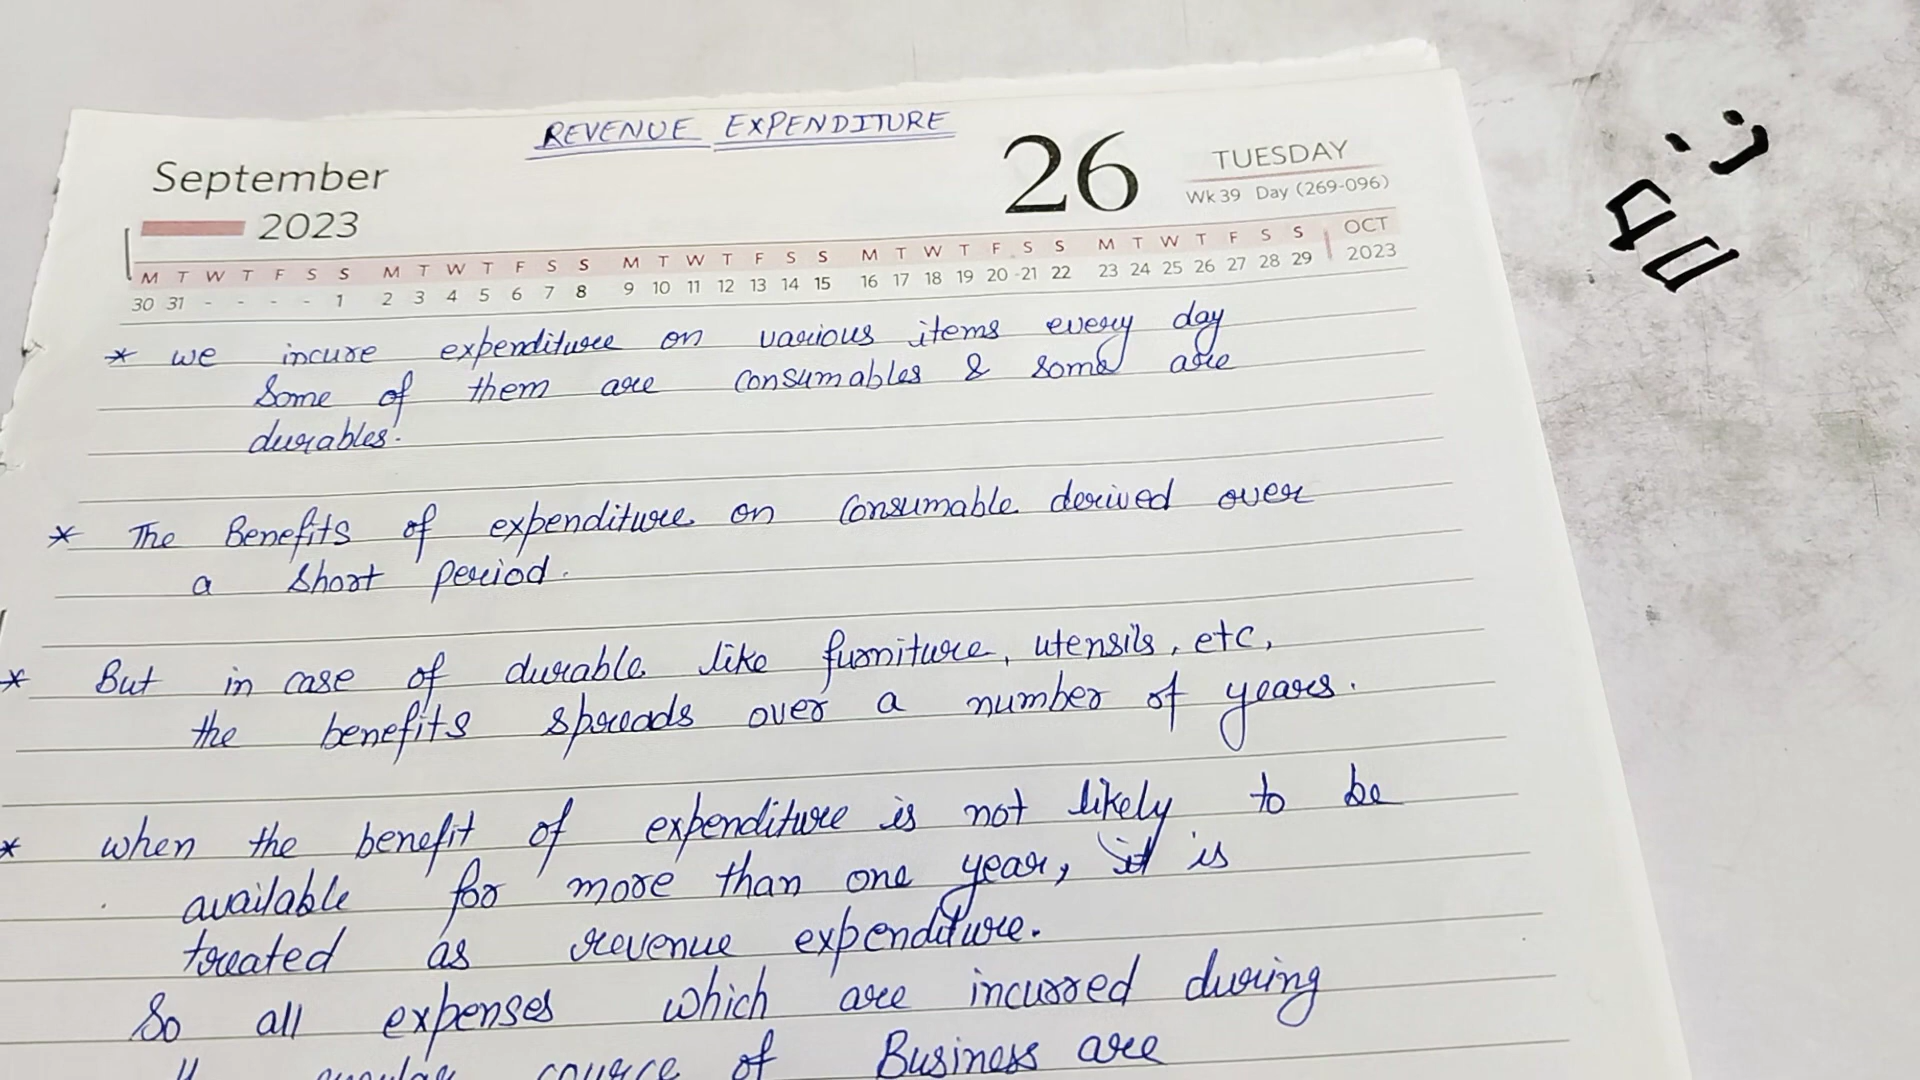 REVENUE EXPENDITURE
September
2023
26
TUESDAY
Wk 39 Day (269-096)
M T W T F S S M T W T F S S M T W T F S S M T W T F S S M T W T F S S OCT
30 31 - - - - 1 2 3 4 5 6 7 8 9 10 11 12 13 14 15 16 17 18 19 20 21 22 23 24 25 26 27 28 29 2023
* we incure expenditure on various items every day
Some of them are consumables & some are
durables.
* The Benefits of expenditure on Consumable derived over
a short period.
* But in case of durable like furniture, utensils, etc,
the benefits spreads over a number of years.
* when the benefit of expenditure is not likely to be
available for more than one year, it is
treated as revenue expenditure.
So all expenses which are incurred during
regular course of Business are